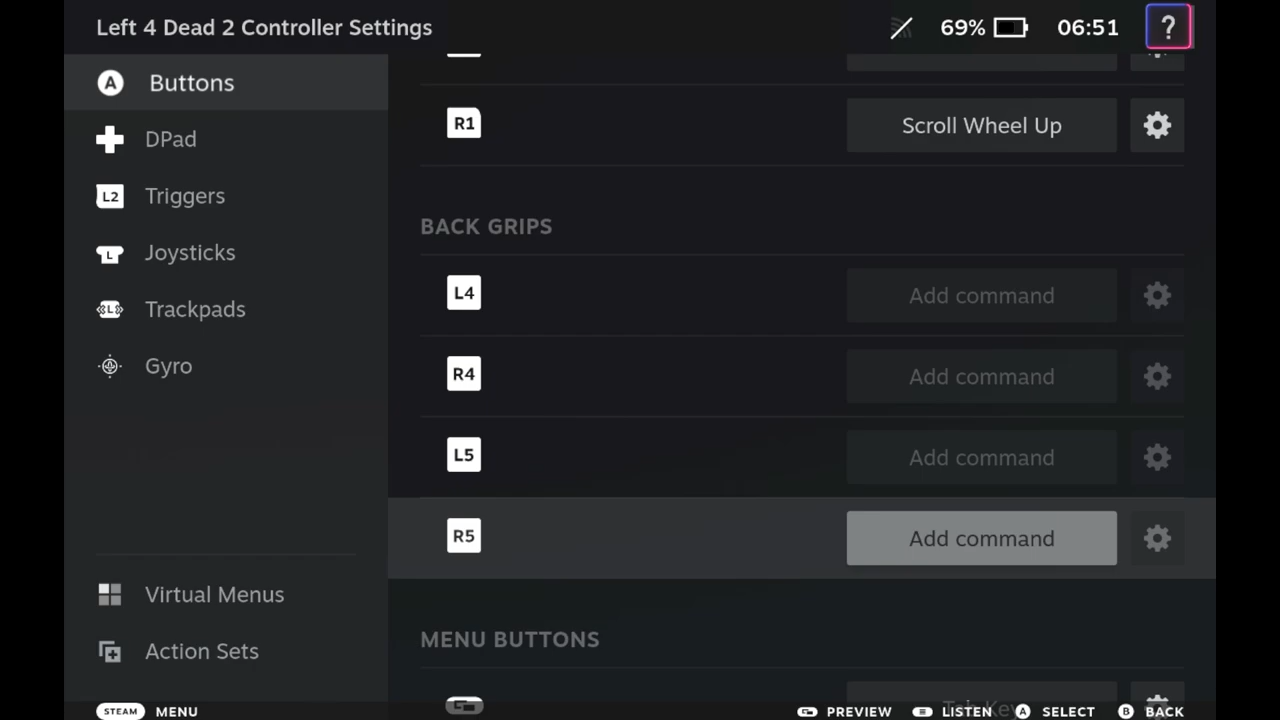 Left 4 Dead 2 Controller Settings
69%
06:51
?
A Buttons
DPad
L2 Triggers
L Joysticks
L Trackpads
Gyro
Virtual Menus
Action Sets
R1 Scroll Wheel Up
BACK GRIPS
L4 Add command
R4 Add command
L5 Add command
R5 Add command
MENU BUTTONS
Tab Key
STEAM MENU
PREVIEW
LISTEN
A SELECT
B BACK